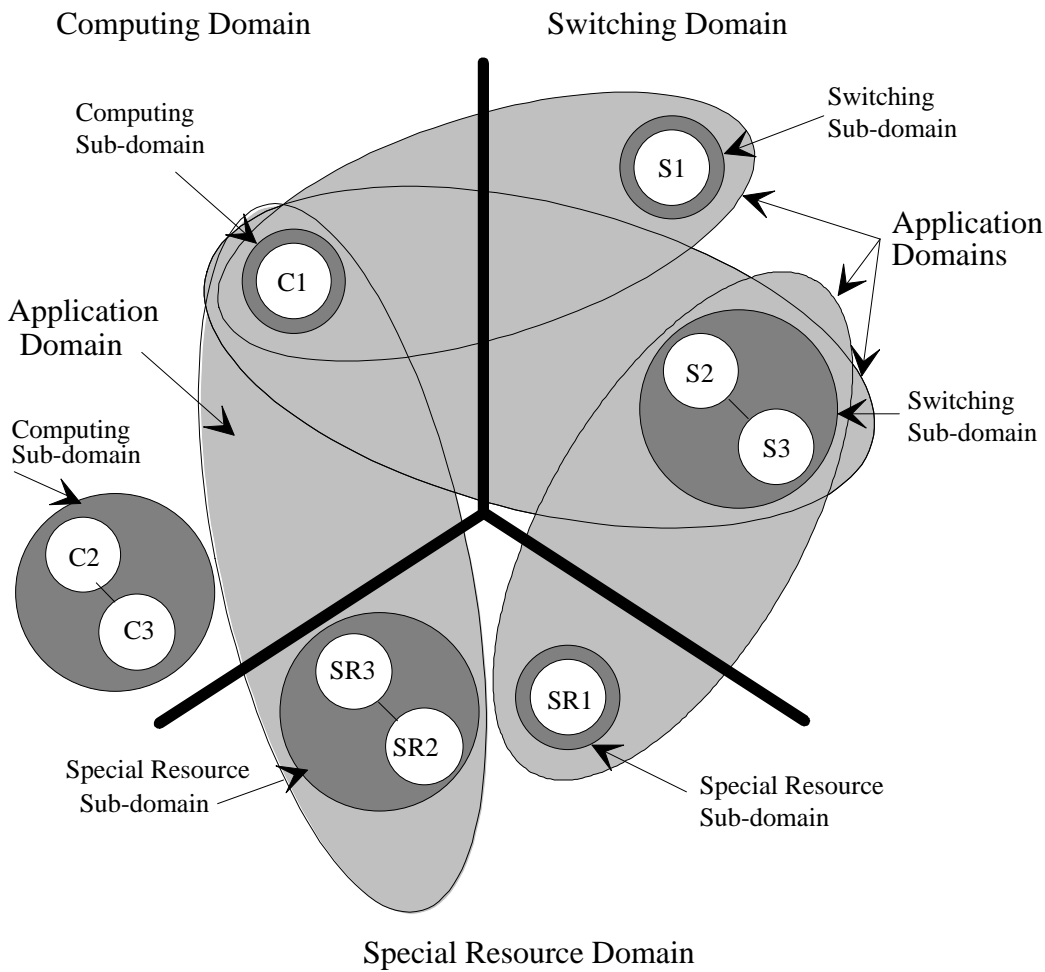 Computing Domain
Switching Domain
Computing
Sub-domain
Switching
Sub-domain
S1
Application
Domains
C1
Application
Domain
S2
S3
Switching
Sub-domain
Computing
Sub-domain
C2
C3
SR3
SR2
SR1
Special Resource
Sub-domain
Special Resource
Sub-domain
Special Resource Domain